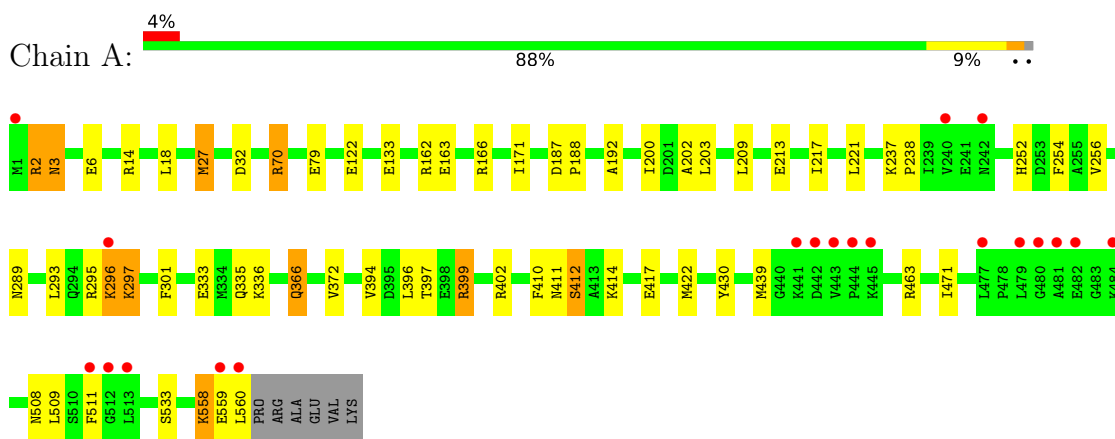 4%
Chain A:
88% 9% • •
M1 R2 N3 E6 R14 L18 M27 D32 R70 E79 E122 E133 R162 E163 R166 I171 D187 P188 A192 I200 D201 A202 L203 L209 E213 I217 L221 K237 P238 I239 V240 E241 N242 H252 D253 F254 A255 V256
N289 L293 Q294 R295 K296 K297 F301 E333 M334 Q335 K336 Q366 V372 V394 D395 L396 T397 E398 R399 R402 F410 N411 S412 A413 K414 E417 M422 Y430 M439 G440 K441 D442 V443 P444 K445 R463 I471 L477 P478 L479 G480 A481 E482 G483 K484
N508 L509 S510 F511 G512 L513 S533 K558 E559 L560 PRO ARG ALA GLU VAL LYS